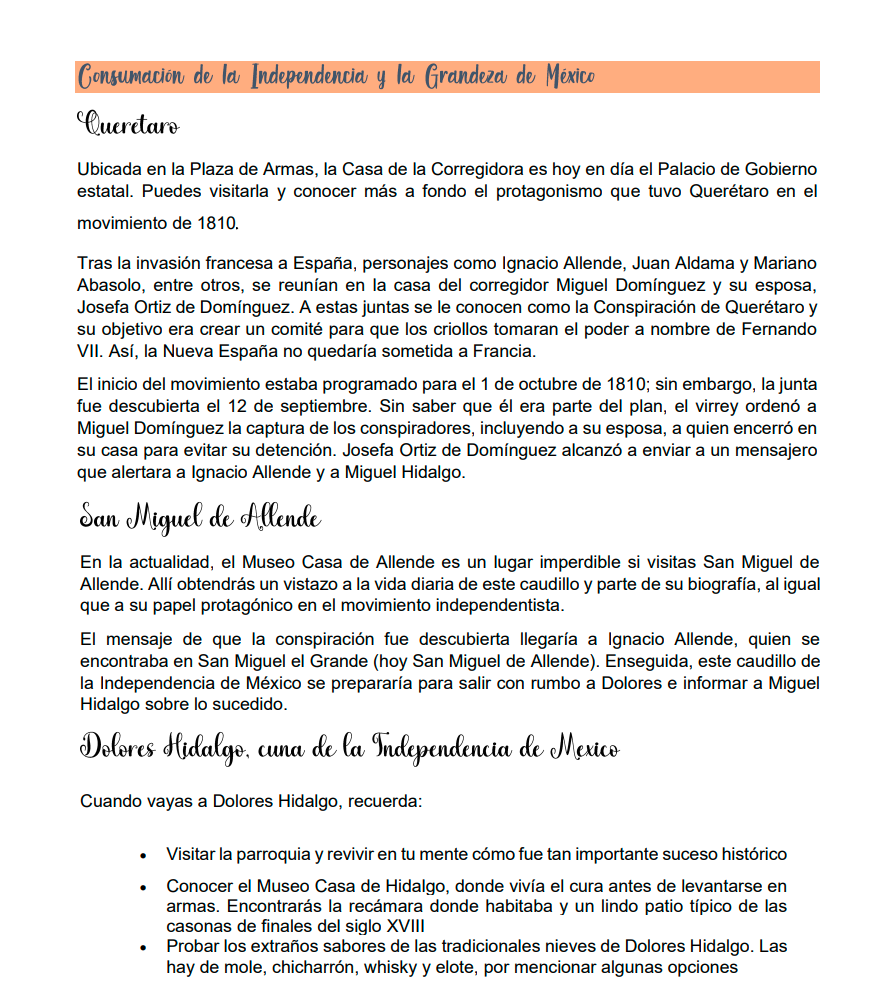 Consumación de la Independencia y la Grandeza de México
Querétaro
Ubicada en la Plaza de Armas, la Casa de la Corregidora es hoy en día el Palacio de Gobierno
estatal. Puedes visitarla y conocer más a fondo el protagonismo que tuvo Querétaro en el
movimiento de 1810.
Tras la invasión francesa a España, personajes como Ignacio Allende, Juan Aldama y Mariano
Abasolo, entre otros, se reunían en la casa del corregidor Miguel Domínguez y su esposa,
Josefa Ortiz de Domínguez. A estas juntas se le conocen como la Conspiración de Querétaro y
su objetivo era crear un comité para que los criollos tomaran el poder a nombre de Fernando
VII. Así, la Nueva España no quedaría sometida a Francia.
El inicio del movimiento estaba programado para el 1 de octubre de 1810; sin embargo, la junta
fue descubierta el 12 de septiembre. Sin saber que él era parte del plan, el virrey ordenó a
Miguel Domínguez la captura de los conspiradores, incluyendo a su esposa, a quien encerró en
su casa para evitar su detención. Josefa Ortiz de Domínguez alcanzó a enviar a un mensajero
que alertara a Ignacio Allende y a Miguel Hidalgo.
San Miguel de Allende
En la actualidad, el Museo Casa de Allende es un lugar imperdible si visitas San Miguel de
Allende. Allí obtendrás un vistazo a la vida diaria de este caudillo y parte de su biografía, al igual
que a su papel protagónico en el movimiento independentista.
El mensaje de que la conspiración fue descubierta llegaría a Ignacio Allende, quien se
encontraba en San Miguel el Grande (hoy San Miguel de Allende). Enseguida, este caudillo de
la Independencia de México se prepararía para salir con rumbo a Dolores e informar a Miguel
Hidalgo sobre lo sucedido.
Dolores Hidalgo, cuna de la Independencia de México
Cuando vayas a Dolores Hidalgo, recuerda:
• Visitar la parroquia y revivir en tu mente cómo fue tan importante suceso histórico
• Conocer el Museo Casa de Hidalgo, donde vivía el cura antes de levantarse en
armas. Encontrarás la recámara donde habitaba y un lindo patio típico de las
casonas de finales del siglo XVIII
• Probar los extraños sabores de las tradicionales nieves de Dolores Hidalgo. Las
hay de mole, chicharrón, whisky y elote, por mencionar algunas opciones